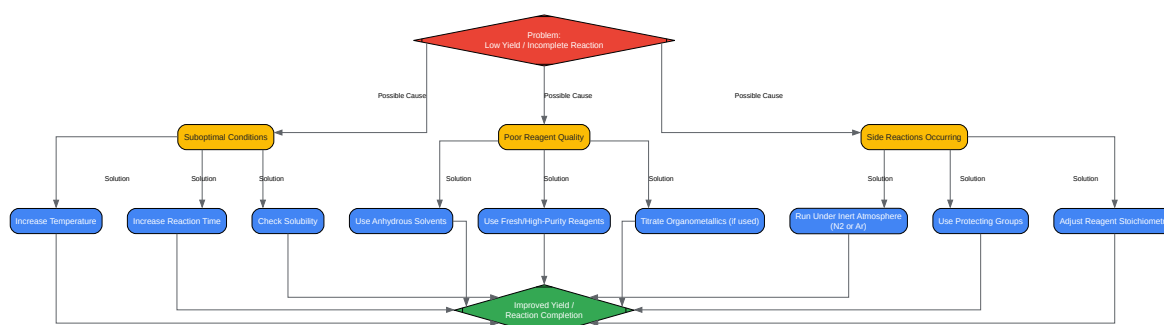 Problem:
Low Yield / Incomplete Reaction
Possible Cause
Possible Cause
Possible Cause
Suboptimal Conditions
Poor Reagent Quality
Side Reactions Occurring
Solution
Solution
Solution
Solution
Solution
Solution
Solution
Solution
Solution
Increase Temperature
Increase Reaction Time
Check Solubility
Use Anhydrous Solvents
Use Fresh/High-Purity Reagents
Titrate Organometallics (if used)
Run Under Inert Atmosphere
(N2 or Ar)
Use Protecting Groups
Adjust Reagent Stoichiometr
Improved Yield /
Reaction Completion